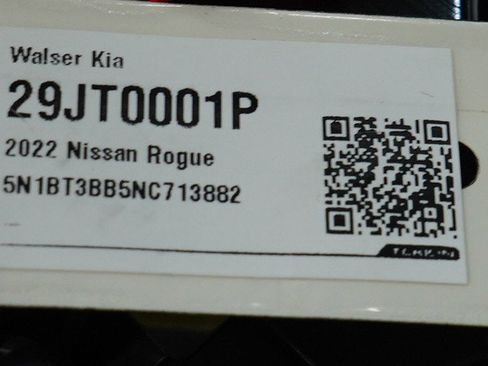 Walser Kia
29JT0001P
2022 Nissan Rogue
5N1BT3BB5NC713882